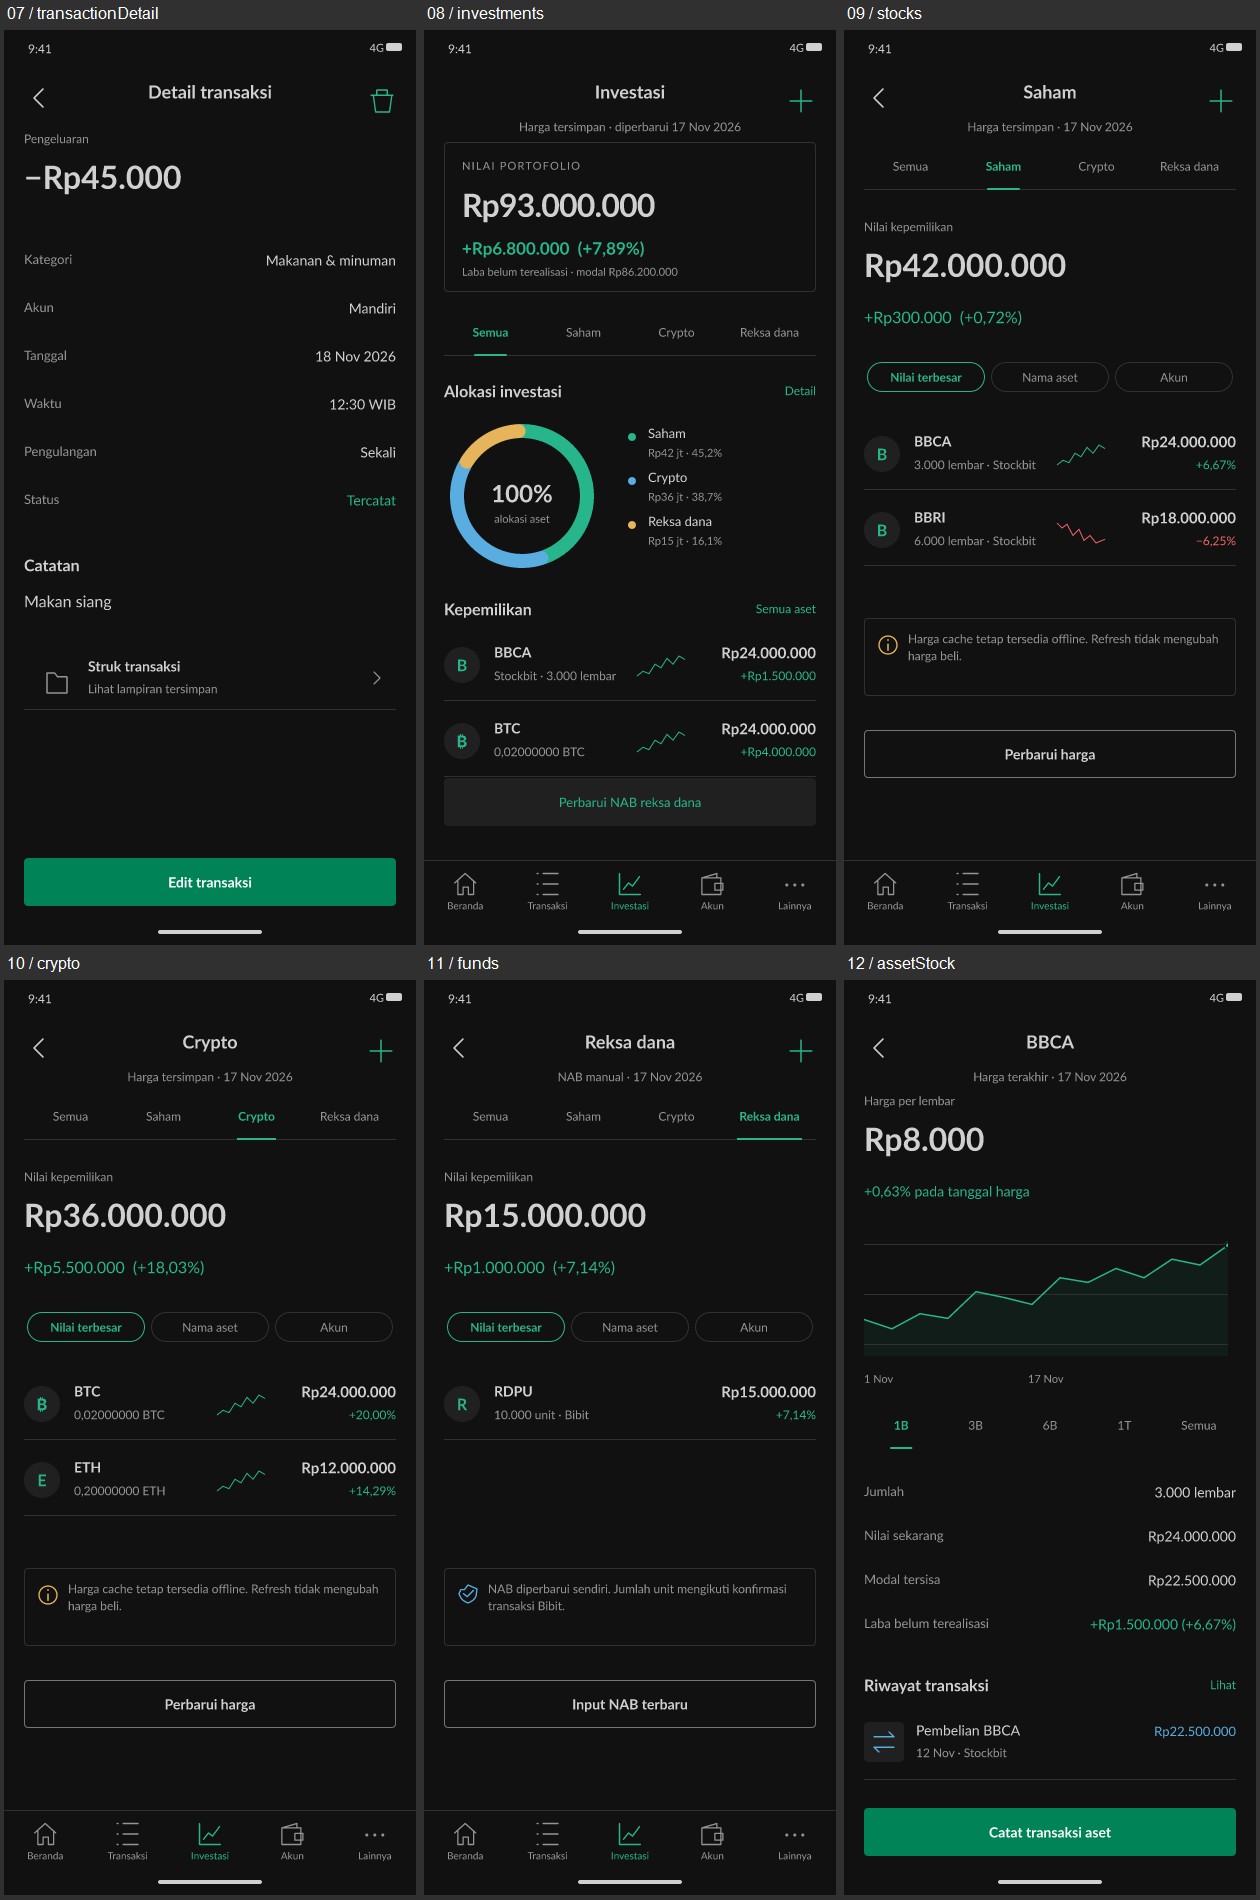 07 / transactionDetail
9:41
4G
Detail transaksi
Pengeluaran
−Rp45.000
Kategori
Makanan & minuman
Akun
Mandiri
Tanggal
18 Nov 2026
Waktu
12:30 WIB
Pengulangan
Sekali
Status
Tercatat
Catatan
Makan siang
Struk transaksi
Lihat lampiran tersimpan
Edit transaksi
08 / investments
9:41
4G
Investasi
Harga tersimpan · diperbarui 17 Nov 2026
NILAI PORTOFOLIO
Rp93.000.000
+Rp6.800.000 (+7,89%)
Laba belum terealisasi · modal Rp86.200.000
Semua
Saham
Crypto
Reksa dana
Alokasi investasi
Detail
100%
alokasi aset
Saham
Rp42 jt · 45,2%
Crypto
Rp36 jt · 38,7%
Reksa dana
Rp15 jt · 16,1%
Kepemilikan
Semua aset
B
BBCA
Stockbit · 3.000 lembar
Rp24.000.000
+Rp1.500.000
₿
BTC
0,02000000 BTC
Rp24.000.000
+Rp4.000.000
Perbarui NAB reksa dana
Beranda
Transaksi
Investasi
Akun
Lainnya
09 / stocks
9:41
4G
Saham
Harga tersimpan · 17 Nov 2026
Semua
Saham
Crypto
Reksa dana
Nilai kepemilikan
Rp42.000.000
+Rp300.000 (+0,72%)
Nilai terbesar
Nama aset
Akun
B
BBCA
3.000 lembar · Stockbit
Rp24.000.000
+6,67%
B
BBRI
6.000 lembar · Stockbit
Rp18.000.000
−6,25%
Harga cache tetap tersedia offline. Refresh tidak mengubah
harga beli.
Perbarui harga
Beranda
Transaksi
Investasi
Akun
Lainnya
10 / crypto
9:41
4G
Crypto
Harga tersimpan · 17 Nov 2026
Semua
Saham
Crypto
Reksa dana
Nilai kepemilikan
Rp36.000.000
+Rp5.500.000 (+18,03%)
Nilai terbesar
Nama aset
Akun
₿
BTC
0,02000000 BTC
Rp24.000.000
+20,00%
E
ETH
0,20000000 ETH
Rp12.000.000
+14,29%
Harga cache tetap tersedia offline. Refresh tidak mengubah
harga beli.
Perbarui harga
Beranda
Transaksi
Investasi
Akun
Lainnya
11 / funds
9:41
4G
Reksa dana
NAB manual · 17 Nov 2026
Semua
Saham
Crypto
Reksa dana
Nilai kepemilikan
Rp15.000.000
+Rp1.000.000 (+7,14%)
Nilai terbesar
Nama aset
Akun
R
RDPU
10.000 unit · Bibit
Rp15.000.000
+7,14%
NAB diperbarui sendiri. Jumlah unit mengikuti konfirmasi
transaksi Bibit.
Input NAB terbaru
Beranda
Transaksi
Investasi
Akun
Lainnya
12 / assetStock
9:41
4G
BBCA
Harga terakhir · 17 Nov 2026
Harga per lembar
Rp8.000
+0,63% pada tanggal harga
1 Nov
17 Nov
1B
3B
6B
1T
Semua
Jumlah
3.000 lembar
Nilai sekarang
Rp24.000.000
Modal tersisa
Rp22.500.000
Laba belum terealisasi
+Rp1.500.000 (+6,67%)
Riwayat transaksi
Lihat
Pembelian BBCA
12 Nov · Stockbit
Rp22.500.000
Catat transaksi aset